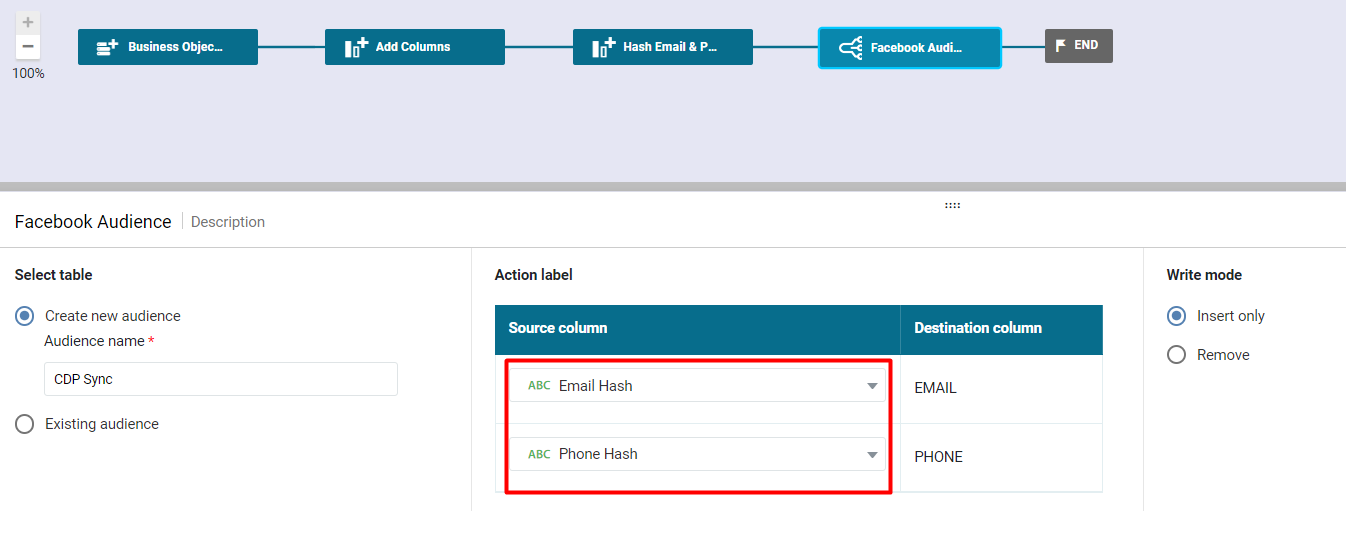 +
−
100%
Business Objec...
Add Columns
Hash Email & P...
Facebook Audi...
END
Facebook Audience
Description
Select table
Create new audience
Audience name *
CDP Sync
Existing audience
Action label
Source column
Destination column
ABC Email Hash
EMAIL
ABC Phone Hash
PHONE
Write mode
Insert only
Remove